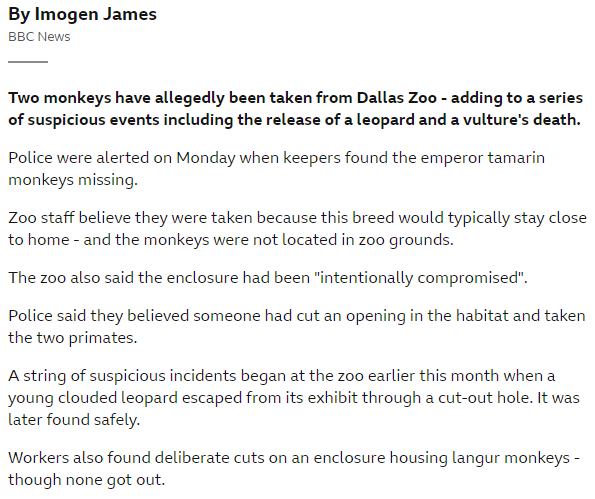 By Imogen James
BBC News
Two monkeys have allegedly been taken from Dallas Zoo - adding to a series
of suspicious events including the release of a leopard and a vulture's death.
Police were alerted on Monday when keepers found the emperor tamarin
monkeys missing.
Zoo staff believe they were taken because this breed would typically stay close
to home - and the monkeys were not located in zoo grounds.
The zoo also said the enclosure had been "intentionally compromised".
Police said they believed someone had cut an opening in the habitat and taken
the two primates.
A string of suspicious incidents began at the zoo earlier this month when a
young clouded leopard escaped from its exhibit through a cut-out hole. It was
later found safely.
Workers also found deliberate cuts on an enclosure housing langur monkeys -
though none got out.